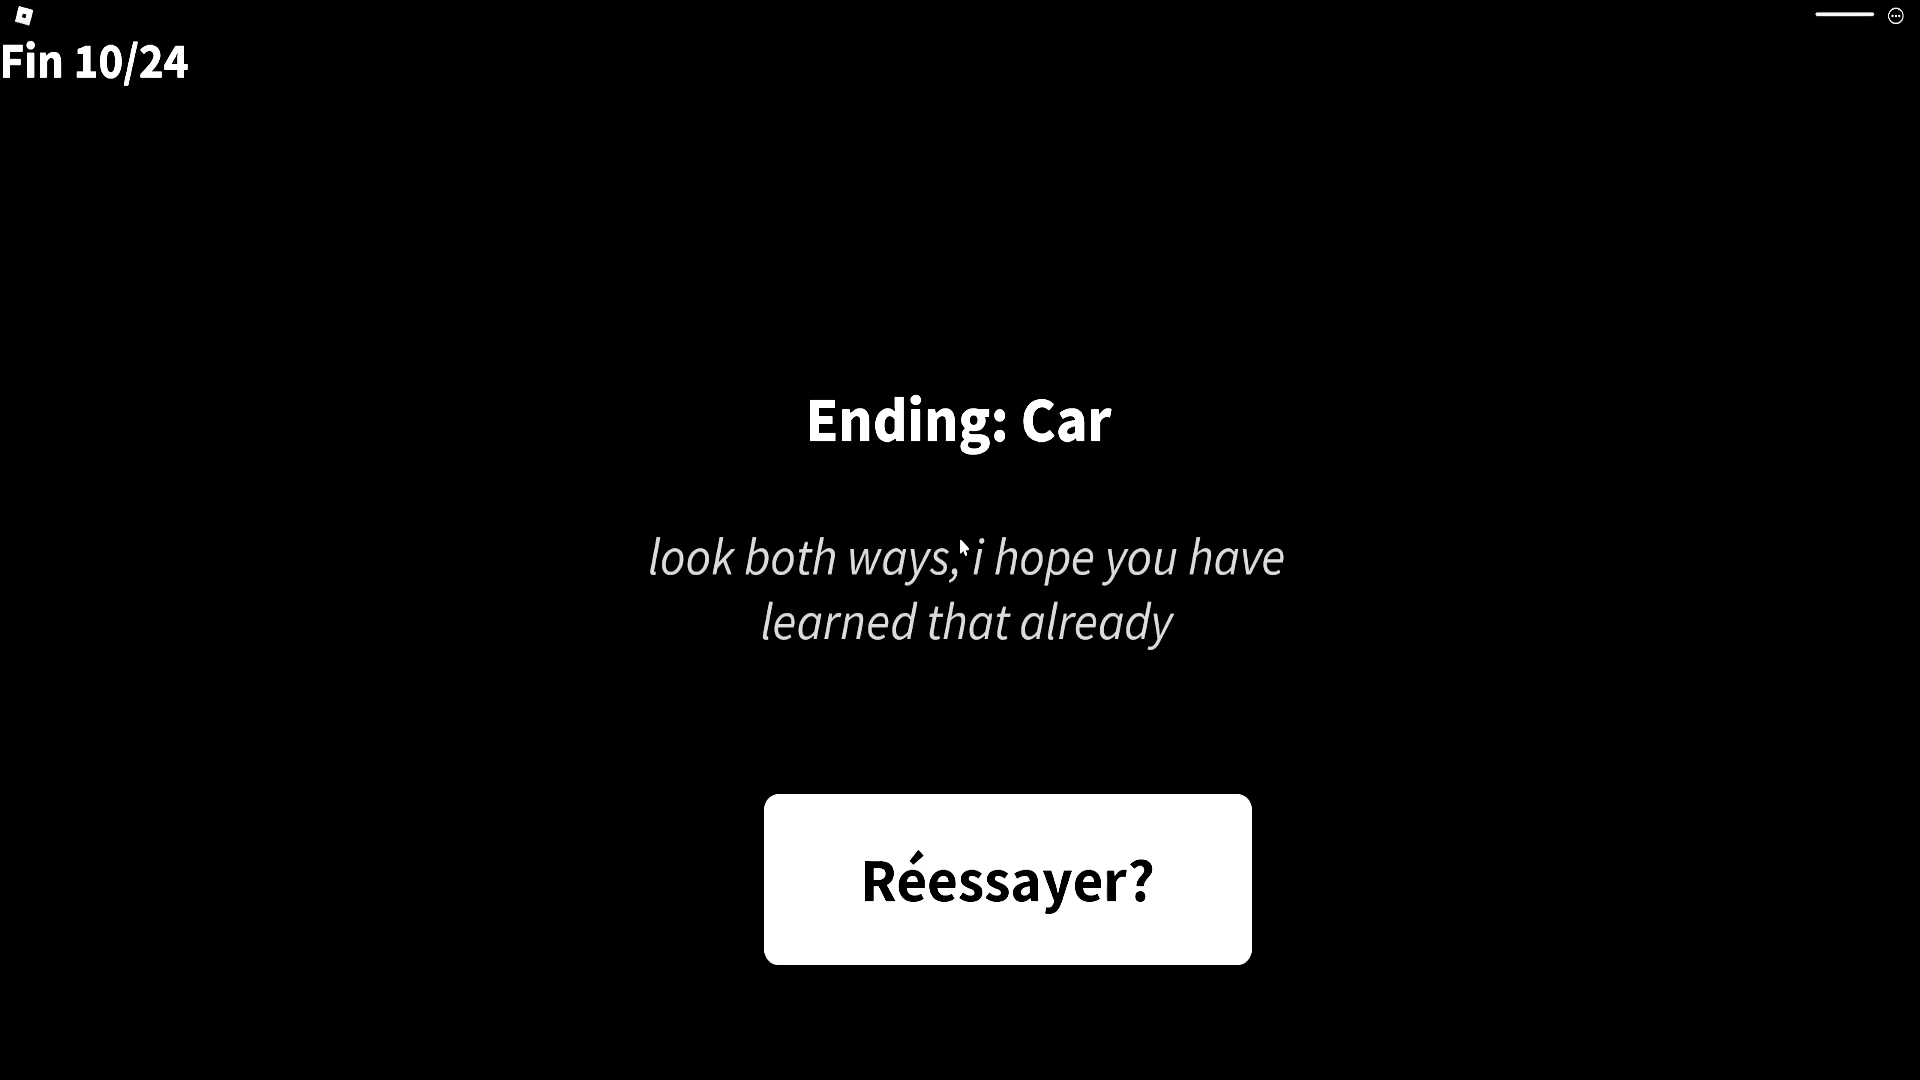 Fin 10/24
Ending: Car
look both ways, i hope you have
learned that already
Réessayer?